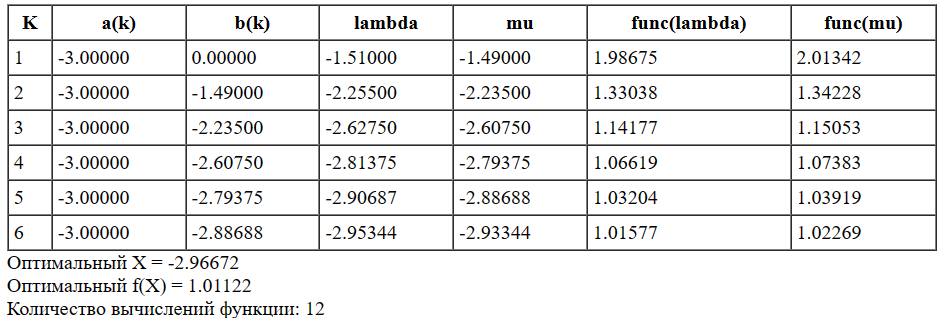 K a(k) b(k) lambda mu func(lambda) func(mu)
1 -3.00000 0.00000 -1.51000 -1.49000 1.98675 2.01342
2 -3.00000 -1.49000 -2.25500 -2.23500 1.33038 1.34228
3 -3.00000 -2.23500 -2.62750 -2.60750 1.14177 1.15053
4 -3.00000 -2.60750 -2.81375 -2.79375 1.06619 1.07383
5 -3.00000 -2.79375 -2.90687 -2.88688 1.03204 1.03919
6 -3.00000 -2.88688 -2.95344 -2.93344 1.01577 1.02269
Оптимальный X = -2.96672
Оптимальный f(X) = 1.01122
Количество вычислений функции: 12